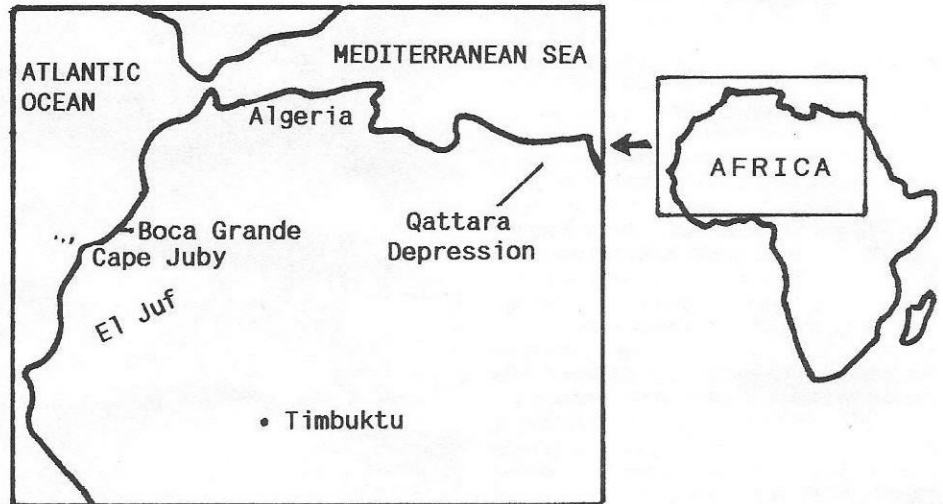 MEDITERRANEAN SEA
ATLANTIC
OCEAN
Algeria
AFRICA
Qattara
Depression
Boca Grande
Cape Juby
El Juf
Timbuktu